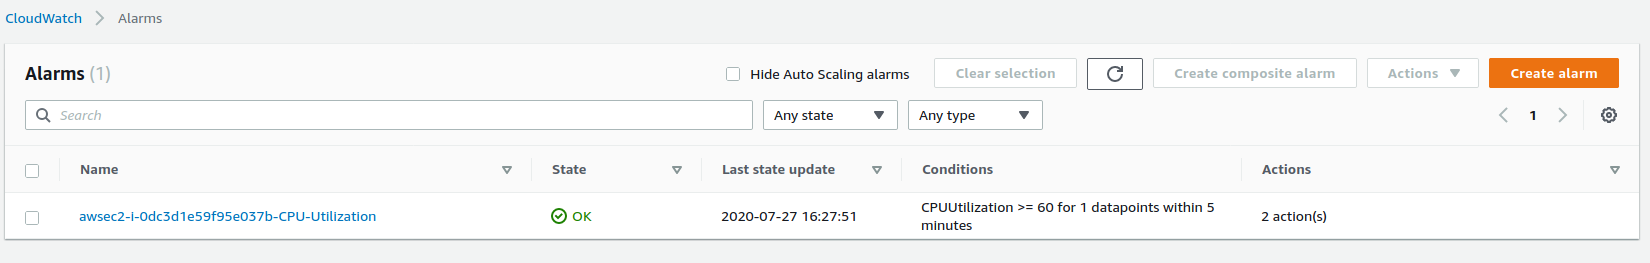 CloudWatch Alarms
Alarms (1)
Hide Auto Scaling alarms
Clear selection
Create composite alarm
Actions
Create alarm
Search
Any state
Any type
1
Name State Last state update Conditions Actions
awsec2-i-0dc3d1e59f95e037b-CPU-Utilization OK 2020-07-27 16:27:51 CPUUtilization >= 60 for 1 datapoints within 5
minutes
2 action(s)